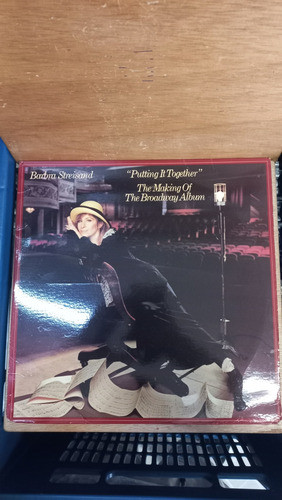 Barbra Streisand
"Putting It Together"
The Making Of
The Broadway Album